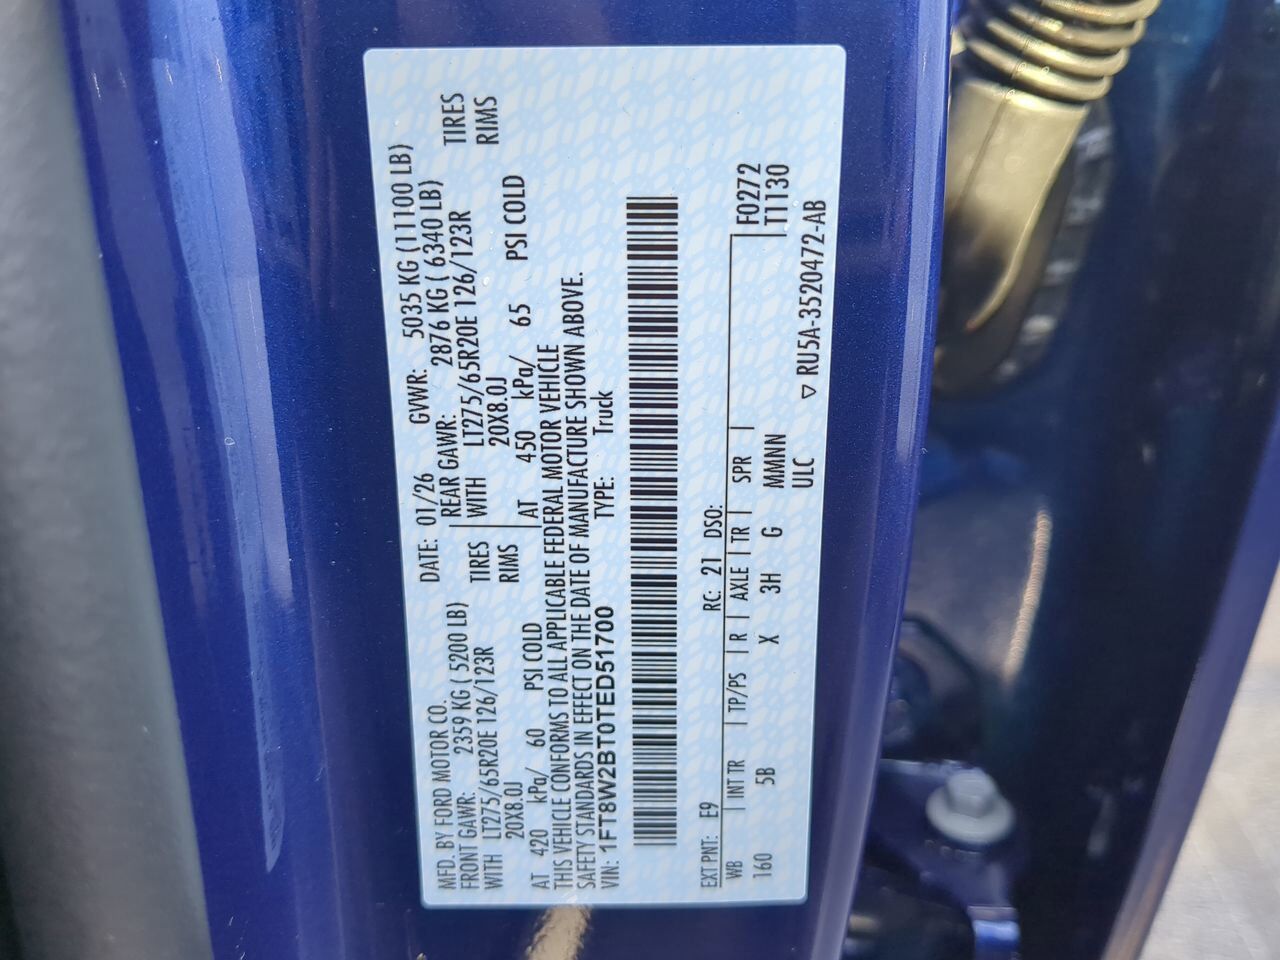 MFD. BY FORD MOTOR CO. DATE: 01/26 GVWR: 5035 KG (11100 LB)
FRONT GAWR: 2359 KG ( 5200 LB) REAR GAWR: 2876 KG ( 6340 LB)
WITH LT275/65R20E 126/123R TIRES WITH LT275/65R20E 126/123R TIRES
20X8.0J RIMS 20X8.0J RIMS
AT 420 kPa/ 60 PSI COLD AT 450 kPa/ 65 PSI COLD
THIS VEHICLE CONFORMS TO ALL APPLICABLE FEDERAL MOTOR VEHICLE
SAFETY STANDARDS IN EFFECT ON THE DATE OF MANUFACTURE SHOWN ABOVE.
VIN: 1FT8W2BT0TED51700 TYPE: Truck
EXT PNT: E9 RC: 21 DSO:
WB INT TR TP/PS R AXLE TR SPR F0272
160 5B X 3H G MMNN T1130
ULC RU5A-3520472-AB